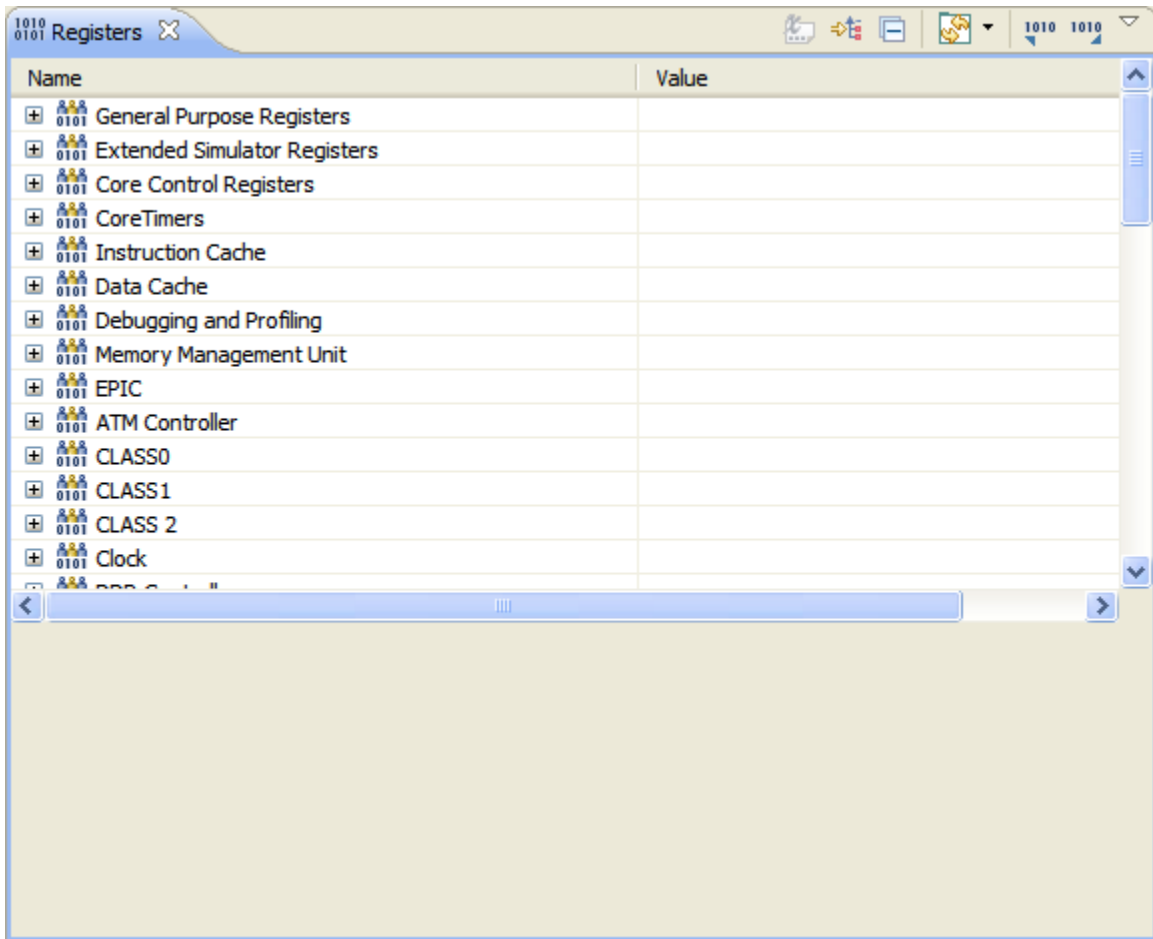 Registers
Name Value
General Purpose Registers
Extended Simulator Registers
Core Control Registers
CoreTimers
Instruction Cache
Data Cache
Debugging and Profiling
Memory Management Unit
EPIC
ATM Controller
CLASS0
CLASS1
CLASS 2
Clock